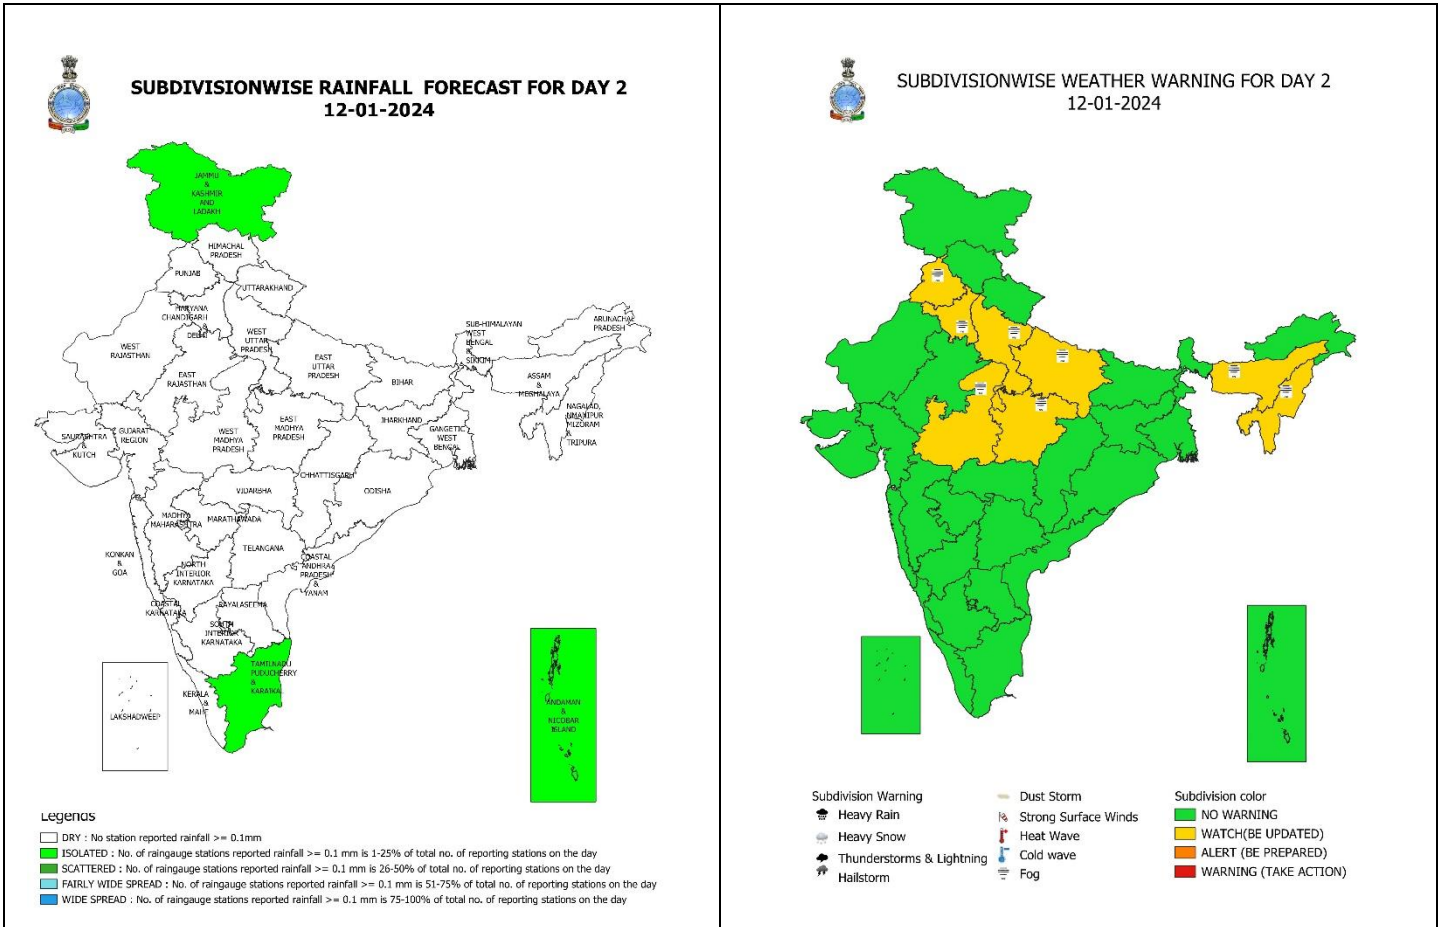 SUBDIVISIONWISE RAINFALL FORECAST FOR DAY 2
12-01-2024
JAMMU
&
KASHMIR
AND
LADAKH
HIMACHAL
PRADESH
PUNJAB
UTTARAKHAND
HARYANA
CHANDIGARH
&
DELHI
WEST
UTTAR
PRADESH
SUB-HIMALAYAN
WEST
BENGAL
&
SIKKIM
ARUNACHAL
PRADESH
WEST
RAJASTHAN
EAST
RAJASTHAN
EAST
UTTAR
PRADESH
BIHAR
ASSAM
&
MEGHALAYA
NAGALAD,
MANIPUR
MIZORAM
&
TRIPURA
SAURASHTRA
&
KUTCH
GUJARAT
REGION
WEST
MADHYA
PRADESH
EAST
MADHYA
PRADESH
JHARKHAND
GANGETIC
WEST
BENGAL
CHHATTISGARH
ODISHA
VIDARBHA
MADHYA
MAHARASHTRA
MARATHAWADA
TELANGANA
KONKAN
&
GOA
NORTH
INTERIOR
KARNATAKA
COASTAL
ANDHRA
PRADESH
&
YANAM
COASTAL
KARNATAKA
RAYALASEEMA
SOUTH
INTERIOR
KARNATAKA
TAMILNADU
PUDUCHERRY
&
KARAIKAL
KERALA
&
MAHE
LAKSHADWEEP
ANDAMAN
&
NICOBAR
ISLAND
Legends
DRY : No station reported rainfall >= 0.1mm
ISOLATED : No. of raingauge stations reported rainfall >= 0.1 mm is 1-25% of total no. of reporting stations on the day
SCATTERED : No. of raingauge stations reported rainfall >= 0.1 mm is 26-50% of total no. of reporting stations on the day
FAIRLY WIDE SPREAD : No. of raingauge stations reported rainfall >= 0.1 mm is 51-75% of total no. of reporting stations on the day
WIDE SPREAD : No. of raingauge stations reported rainfall >= 0.1 mm is 75-100% of total no. of reporting stations on the day
SUBDIVISIONWISE WEATHER WARNING FOR DAY 2
12-01-2024
Subdivision Warning
Heavy Rain
Heavy Snow
Thunderstorms & Lightning
Hailstorm
Dust Storm
Strong Surface Winds
Heat Wave
Cold wave
Fog
Subdivision color
NO WARNING
WATCH(BE UPDATED)
ALERT (BE PREPARED)
WARNING (TAKE ACTION)